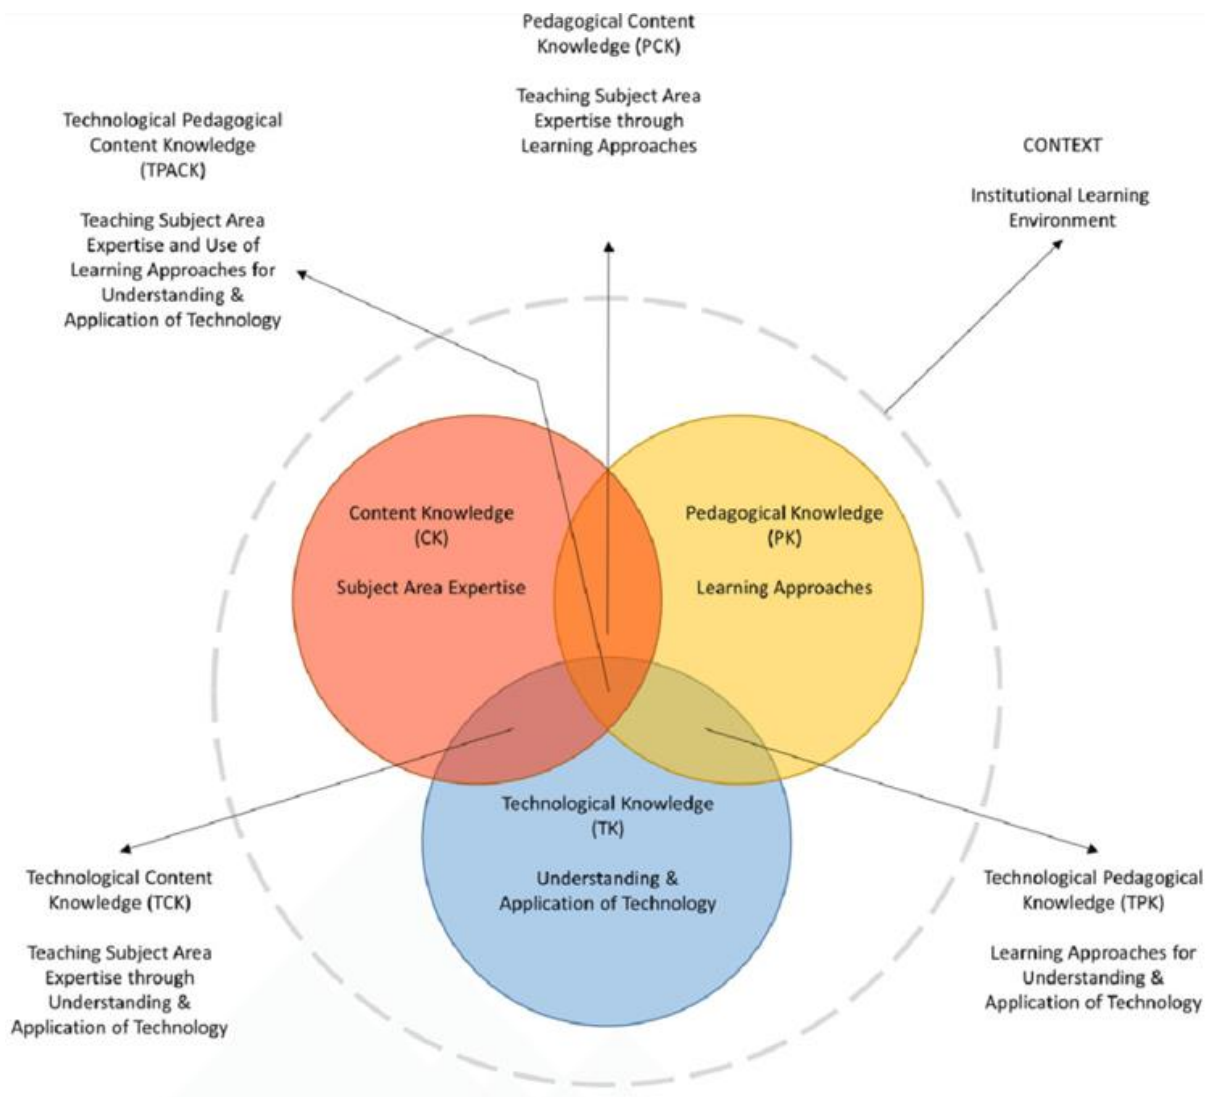 Pedagogical Content
Knowledge (PCK)
Teaching Subject Area
Expertise through
Learning Approaches
Technological Pedagogical
Content Knowledge
(TPACK)
Teaching Subject Area
Expertise and Use of
Learning Approaches for
Understanding &
Application of Technology
CONTEXT
Institutional Learning
Environment
Content Knowledge
(CK)
Subject Area Expertise
Pedagogical Knowledge
(PK)
Learning Approaches
Technological Knowledge
(TK)
Understanding &
Application of Technology
Technological Content
Knowledge (TCK)
Teaching Subject Area
Expertise through
Understanding &
Application of Technology
Technological Pedagogical
Knowledge (TPK)
Learning Approaches for
Understanding &
Application of Technology